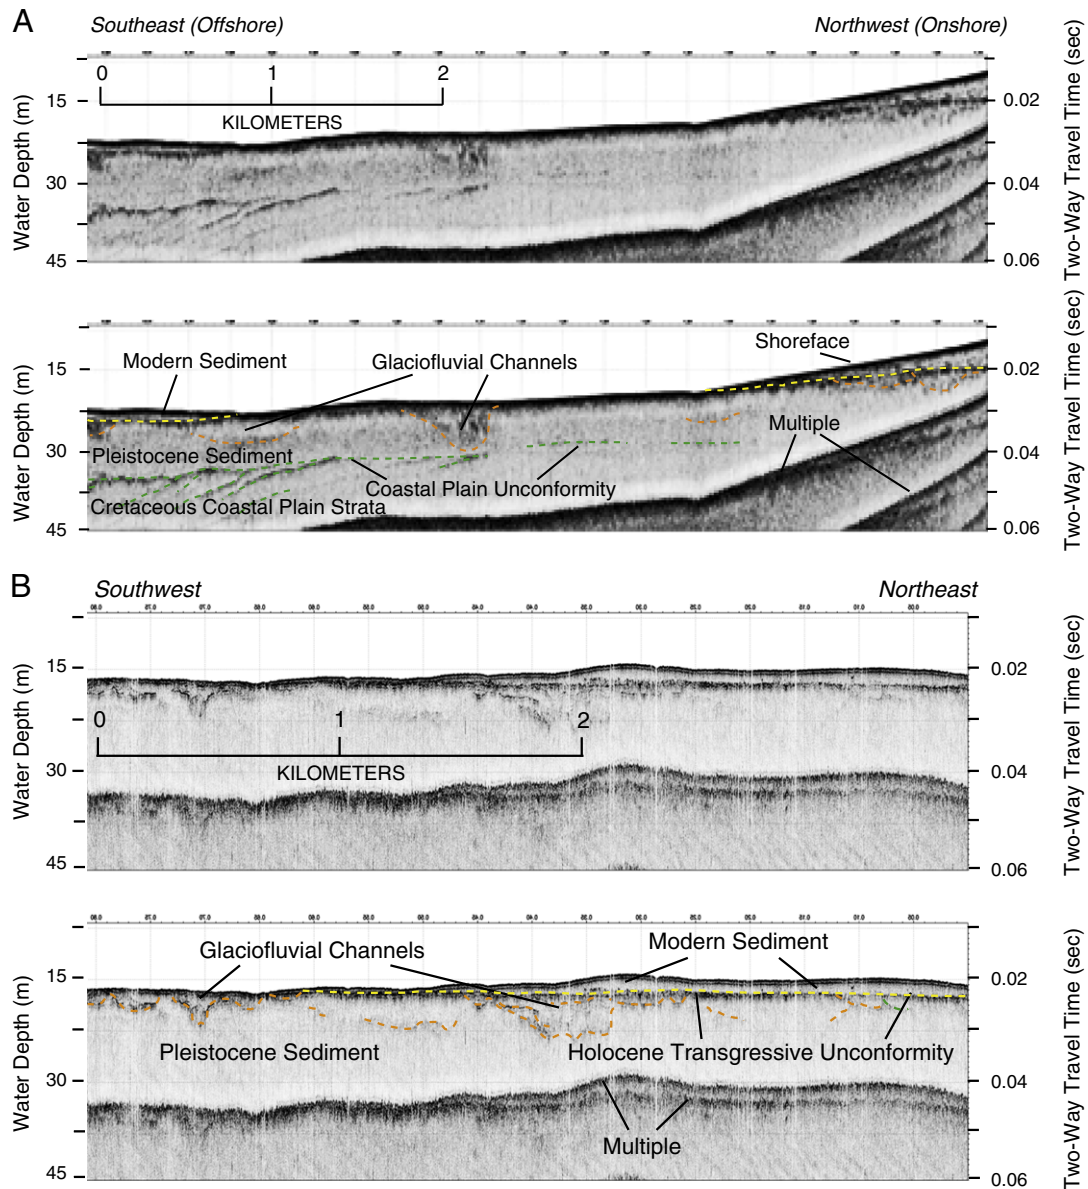 A
Southeast (Offshore)
Northwest (Onshore)
0
1
2
KILOMETERS
15
30
45
Water Depth (m)
0.02
0.04
0.06
Two-Way Travel Time (sec)
Modern Sediment
Glaciofluvial Channels
Shoreface
Multiple
Pleistocene Sediment
Coastal Plain Unconformity
Cretaceous Coastal Plain Strata
15
30
45
Water Depth (m)
0.02
0.04
0.06
Two-Way Travel Time (sec)
B
Southwest
Northeast
15
30
45
Water Depth (m)
0
1
2
KILOMETERS
0.02
0.04
0.06
Two-Way Travel Time (sec)
Glaciofluvial Channels
Modern Sediment
Pleistocene Sediment
Holocene Transgressive Unconformity
Multiple
15
30
45
Water Depth (m)
0.02
0.04
0.06
Two-Way Travel Time (sec)